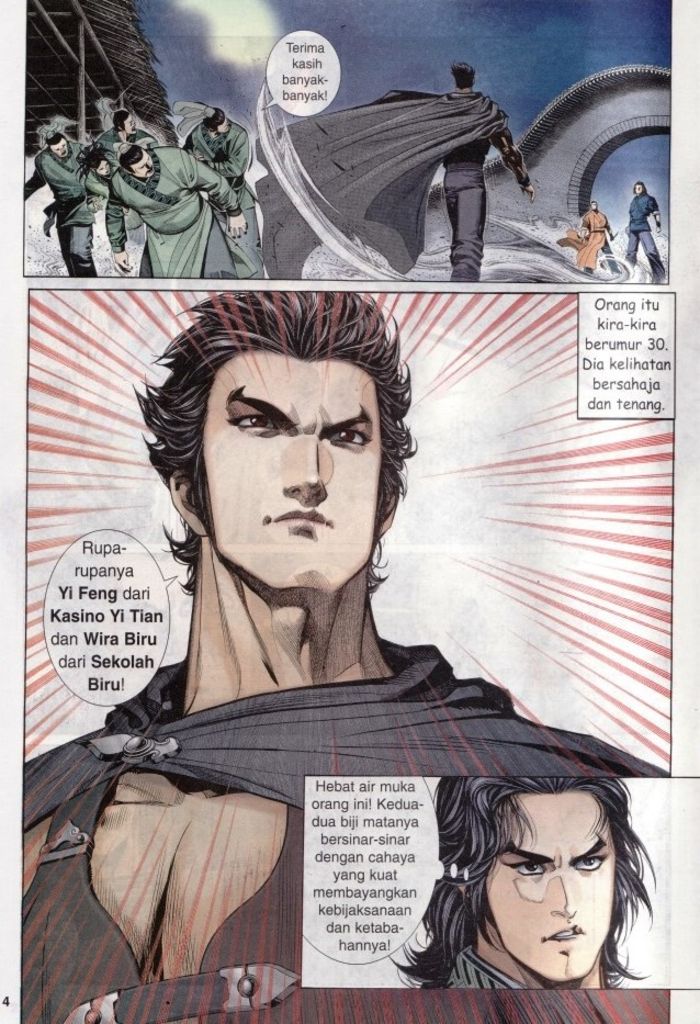 Terima
kasih
banyak-
banyak!
Orang itu
kira-kira
berumur 30.
Dia kelihatan
bersahaja
dan tenang.
Rupa-
rupanya
Yi Feng dari
Kasino Yi Tian
dan Wira Biru
dari Sekolah
Biru!
Hebat air muka
orang ini! Kedua-
dua biji matanya
bersinar-sinar
dengan cahaya
yang kuat
membayangkan
kebijaksanaan
dan ketaba-
hannya!
4